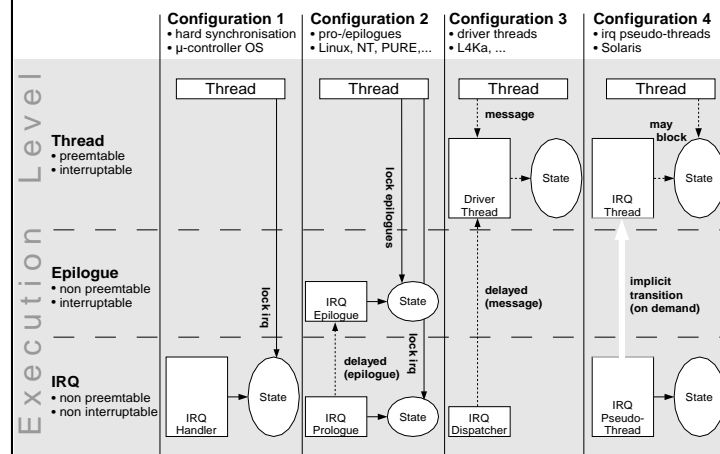 Configuration 1
• hard synchronisation
• μ-controller OS
Configuration 2
• pro-/epilogues
• Linux, NT, PURE,...
Configuration 3
• driver threads
• L4Ka, ...
Configuration 4
• irq pseudo-threads
• Solaris
Execution Level
Thread
• preemtable
• interruptable
Thread
Thread
Thread
Thread
lock epilogues
message
Driver
Thread
State
may
block
IRQ
Thread
State
Epilogue
• non preemtable
• interruptable
lock irq
IRQ
Epilogue
State
delayed
(message)
implicit
transition
(on demand)
IRQ
• non preemtable
• non interruptable
IRQ
Handler
State
delayed
(epilogue)
lock irq
IRQ
Prologue
State
IRQ
Dispatcher
IRQ
Pseudo-
Thread
State